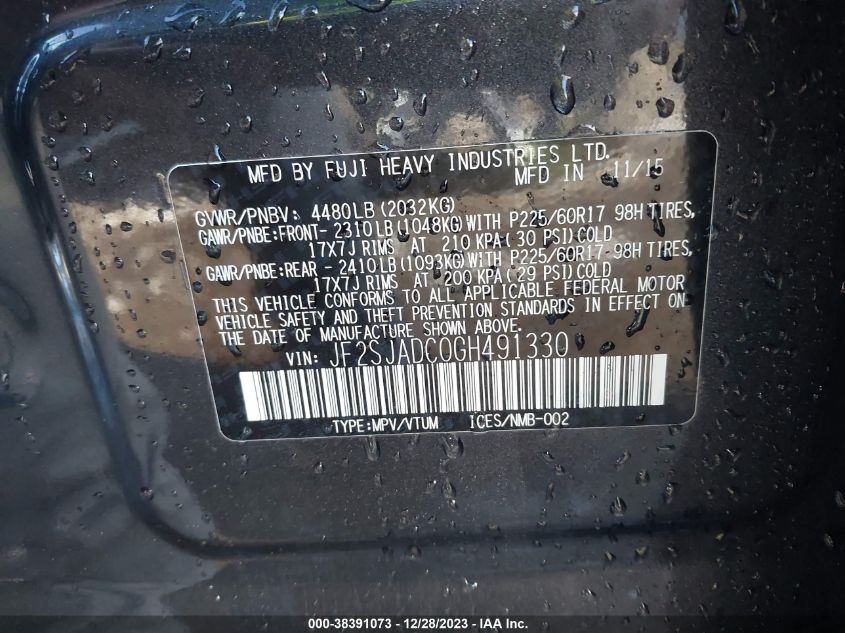 MFD BY FUJI HEAVY INDUSTRIES LTD.
MFD IN 11/15
GVWR/PNBV: 4480LB (2032KG)
GAWR/PNBE:FRONT- 2310LB(1048KG)WITH P225/60R17 98H TIRES,
17X7J RIMS AT 210 KPA(30 PSI)COLD
GAWR/PNBE:REAR - 2410LB(1093KG)WITH P225/60R17 98H TIRES,
17X7J RIMS AT 200 KPA(29 PSI)COLD
THIS VEHICLE CONFORMS TO ALL APPLICABLE FEDERAL MOTOR
VEHICLE SAFETY AND THEFT PREVENTION STANDARDS IN EFFECT ON
THE DATE OF MANUFACTURE SHOWN ABOVE.
VIN: JF2SJADC0GH491330
TYPE:MPV/VTUM ICES/NMB-002
000-38391073 - 12/28/2023 - IAA Inc.